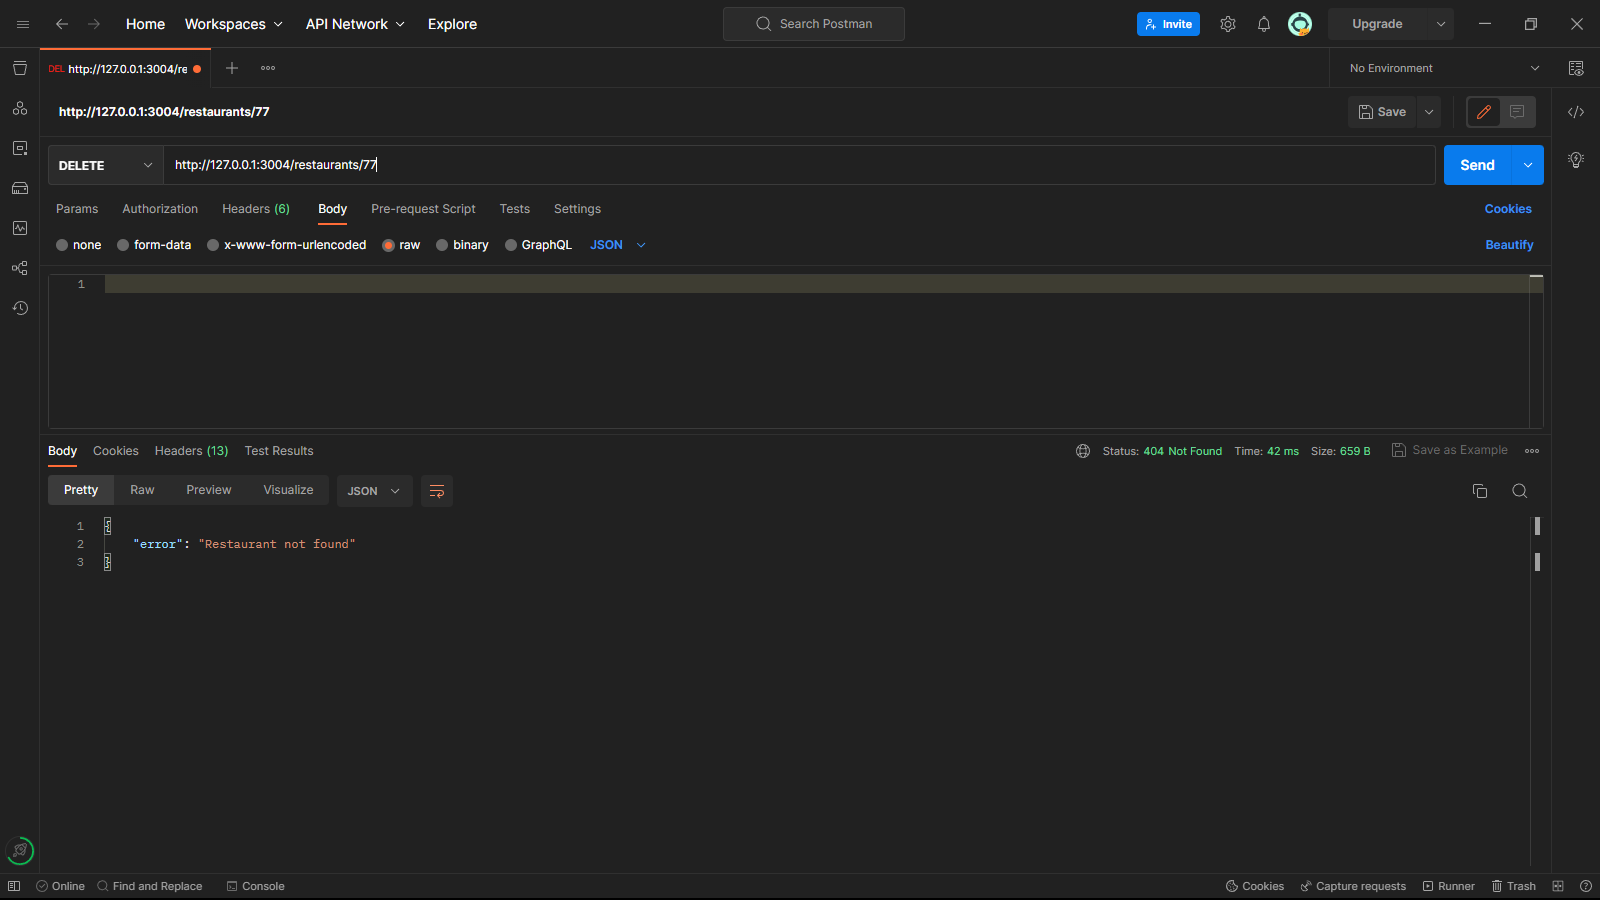 Home Workspaces API Network Explore Search Postman Invite Upgrade
DEL http://127.0.0.1:3004/re No Environment
http://127.0.0.1:3004/restaurants/77 Save
DELETE http://127.0.0.1:3004/restaurants/77 Send
Params Authorization Headers (6) Body Pre-request Script Tests Settings Cookies
none form-data x-www-form-urlencoded raw binary GraphQL JSON Beautify
1
Body Cookies Headers (13) Test Results Status: 404 Not Found Time: 42 ms Size: 659 B Save as Example
Pretty Raw Preview Visualize JSON
1 {
2 "error": "Restaurant not found"
3 }
Online Find and Replace Console Cookies Capture requests Runner Trash